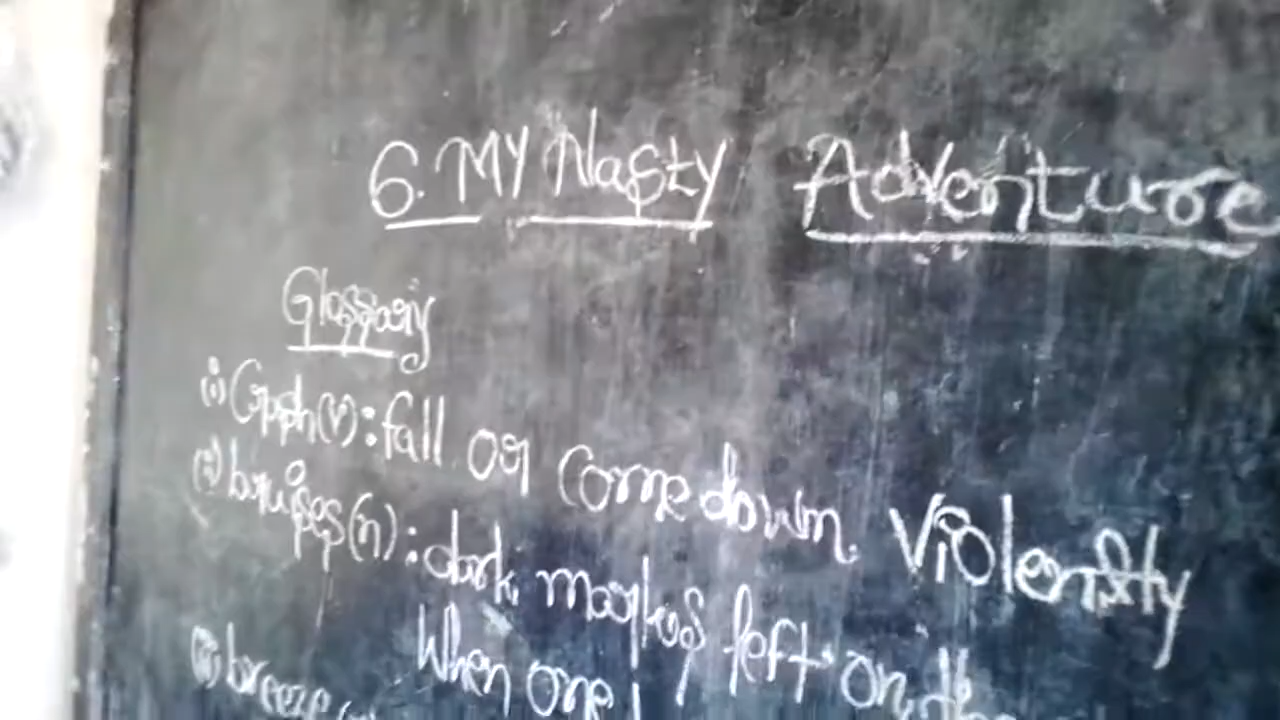 6. MY Nasty Adventure
Glossary
(i) Crash(v): fall or come down violently
(ii) bruises(n): dark marks left on the
When one
breeze